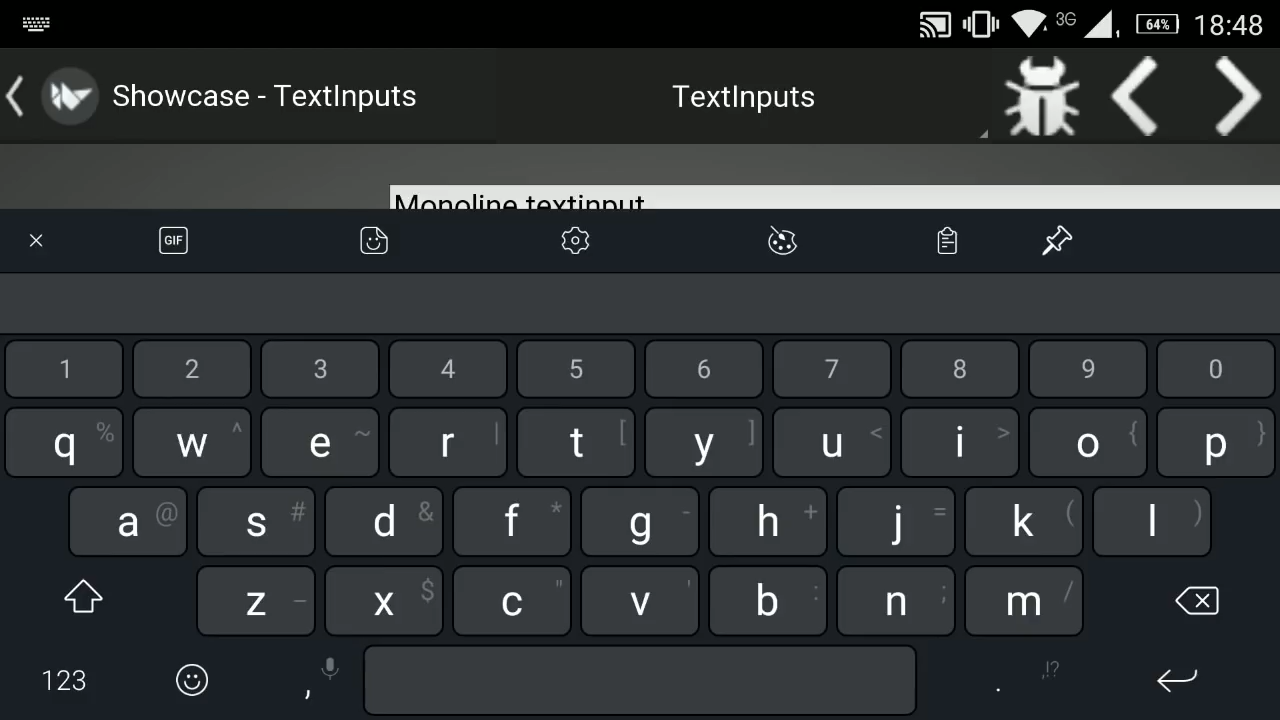 3G 64% 18:48
Showcase - TextInputs TextInputs
Monoline textinput
GIF
1 2 3 4 5 6 7 8 9 0
q % w ^ e ~ r | t [ y ] u < i > o { p }
a @ s # d & f * g - h + j = k ( l )
z _ x $ c " v ' b : n ; m /
123 , . ,!?